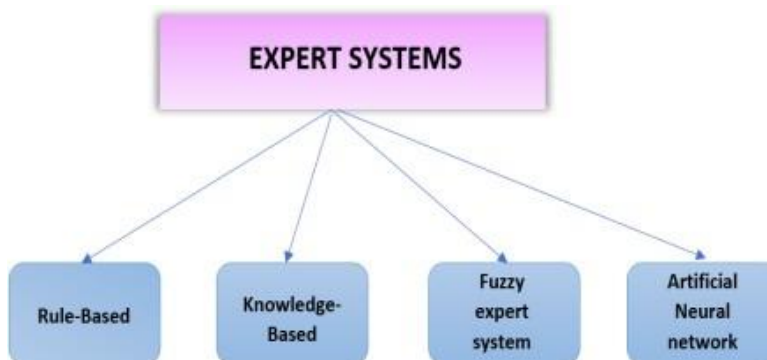 EXPERT SYSTEMS
Rule-Based
Knowledge-
Based
Fuzzy
expert
system
Artificial
Neural
network